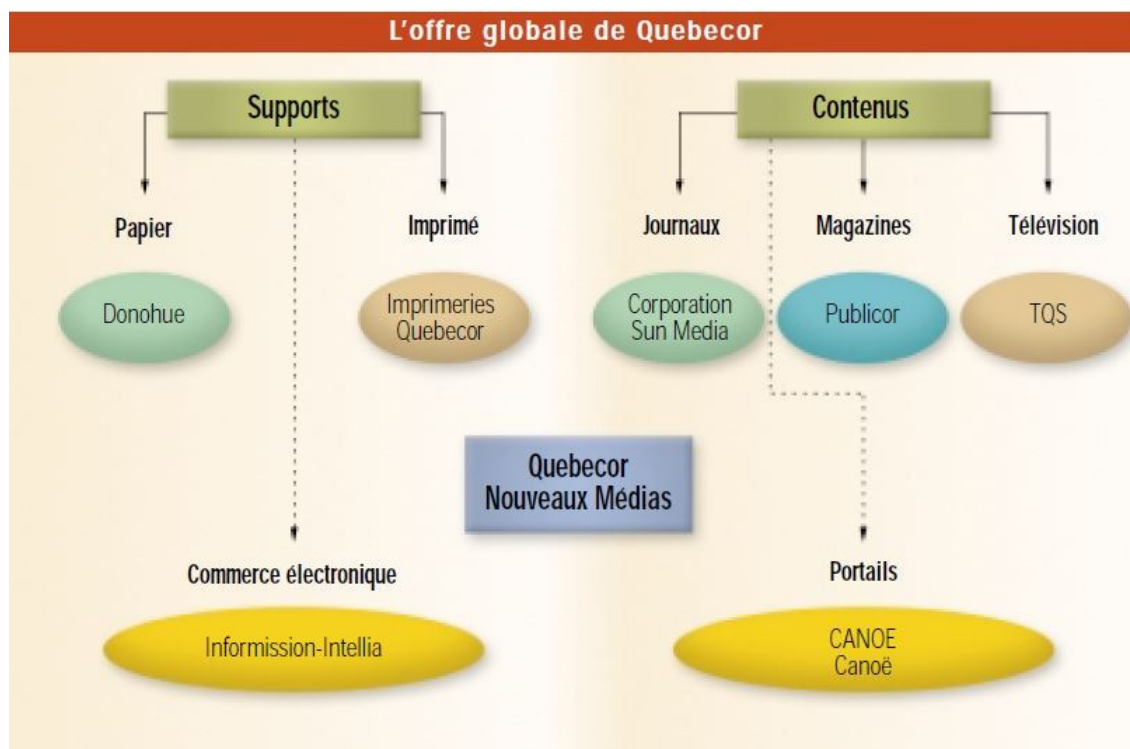 L'offre globale de Quebecor
Supports
Contenus
Papier
Imprimé
Journaux
Magazines
Télévision
Donohue
Imprimeries
Quebecor
Corporation
Sun Media
Publicor
TQS
Quebecor
Nouveaux Médias
Commerce électronique
Portails
Informission-Intellia
CANOE
Canoë